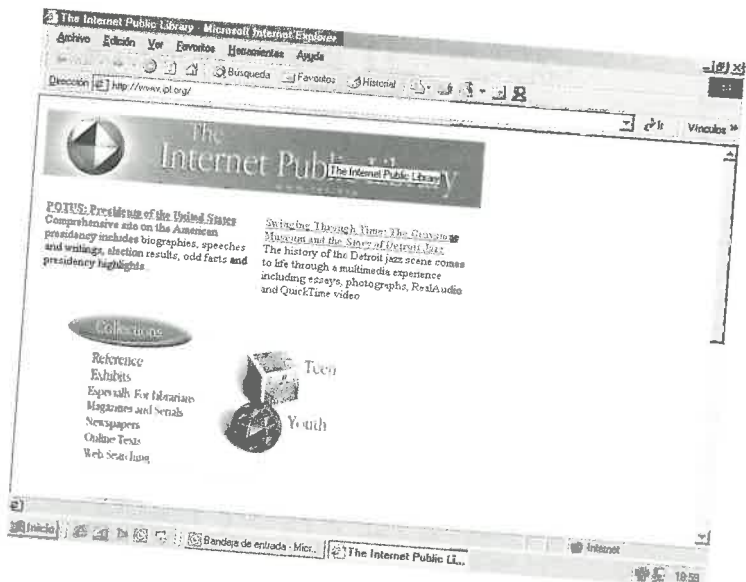 The Internet Public Library - Microsoft Internet Explorer
Archivo Edición Ver Favoritos Herramientas Ayuda
Búsqueda Favoritos Historial
Dirección http://www.ipl.org/ Ir Vínculos »
The
Internet Public Library
The Internet Public Library
POTUS: Presidents of the United States
Comprehensive site on the American
presidency includes biographies, speeches
and writings, election results, odd facts and
presidency highlights.
Swinging Through Time: The Graystone
Museum and the Story of Detroit Jazz
The history of the Detroit jazz scene comes
to life through a multimedia experience
including essays, photographs, RealAudio
and QuickTime video
Collections
Reference
Exhibits
Especially For Librarians
Magazines and Serials
Newspapers
Online Texts
Web Searching
Teen
Youth
Internet
Inicio Bandeja de entrada - Micr... The Internet Public Li... 18:59